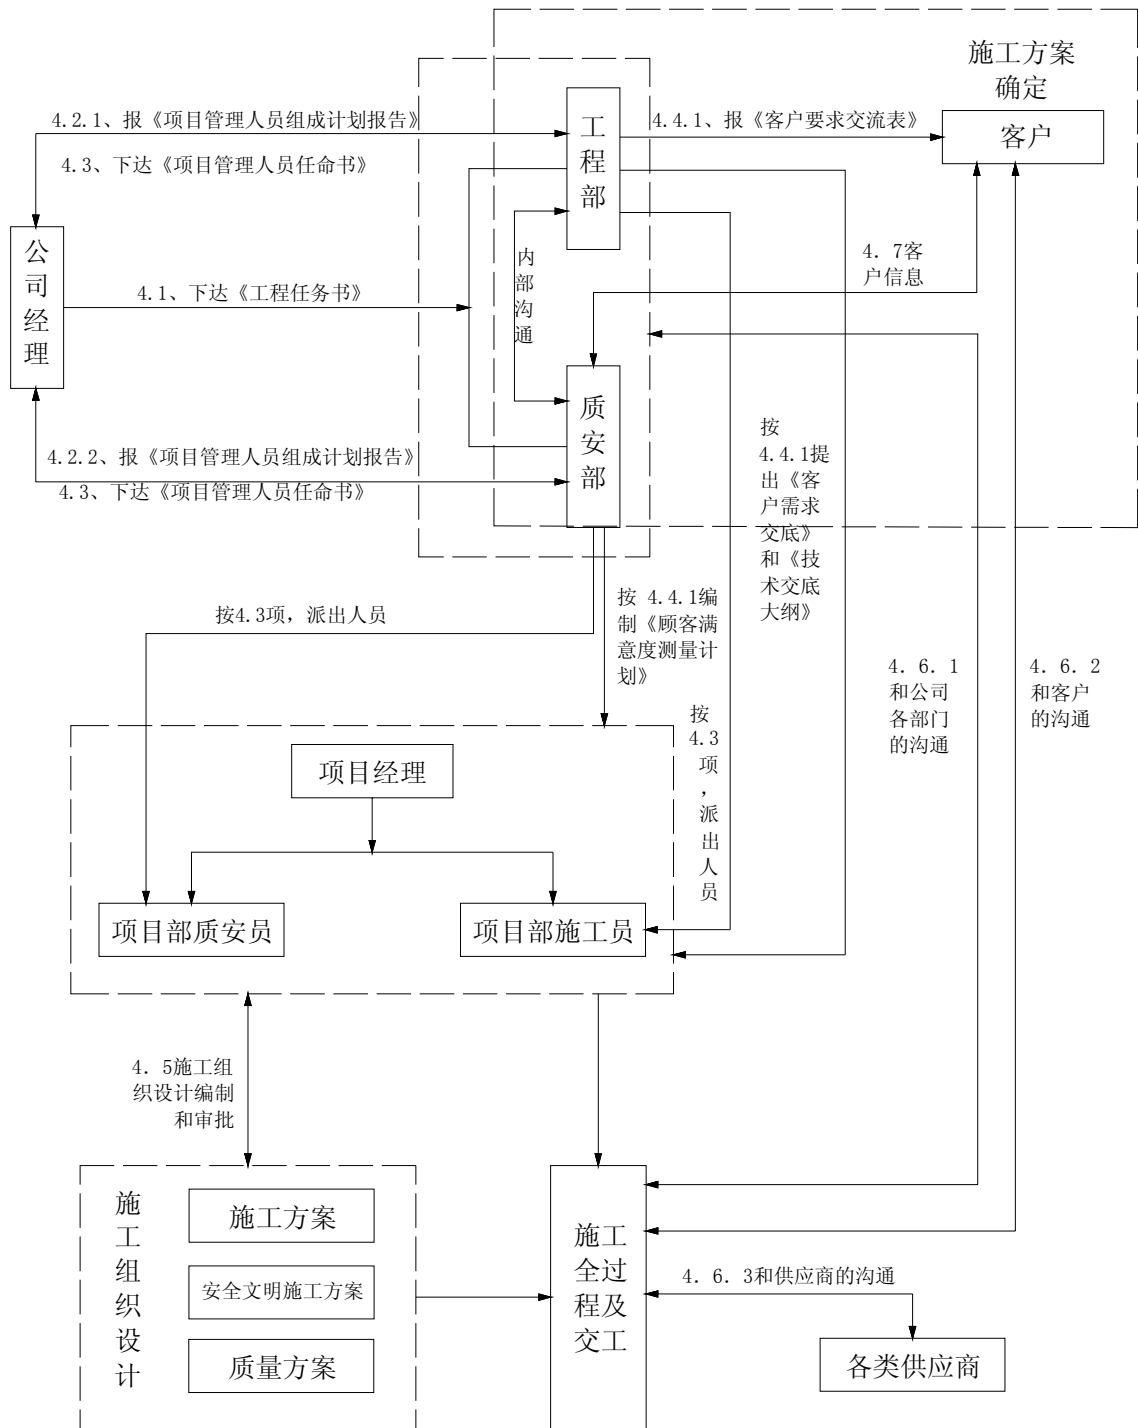 施工方案
确定
客户
4.2.1、报《项目管理人员组成计划报告》
4.3、下达《项目管理人员任命书》
工
程
部
4.4.1、报《客户要求交流表》
公
司
经
理
4.1、下达《工程任务书》
内
部
沟
通
4. 7客
户信息
质
安
部
4.2.2、报《项目管理人员组成计划报告》
4.3、下达《项目管理人员任命书》
按
4.4.1提
出《客
户需求
交底》
和《技
术交底
大纲》
按4.3项，派出人员
按 4.4.1编
制《顾客满
意度测量计
划》
按
4.3
项
，
派
出
人
员
4. 6. 1
和公司
各部门
的沟通
4. 6. 2
和客户
的沟通
项目经理
项目部质安员
项目部施工员
4. 5施工组
织设计编制
和审批
施
工
组
织
设
计
施工方案
安全文明施工方案
质量方案
施工
全过
程及
交工
4. 6. 3和供应商的沟通
各类供应商